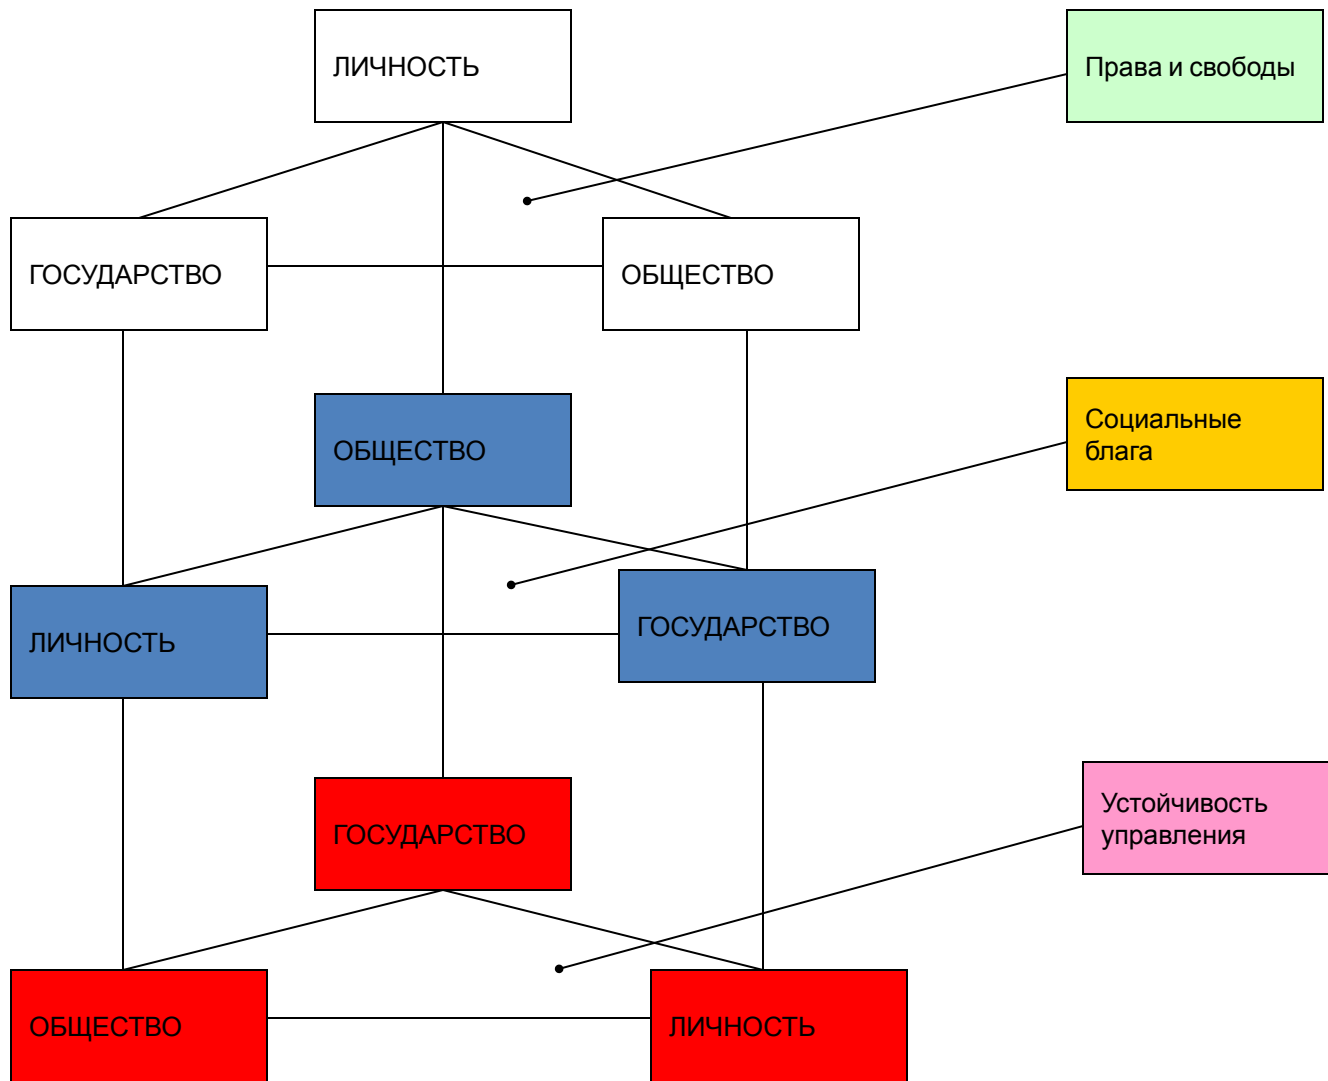 ЛИЧНОСТЬ
Права и свободы
ГОСУДАРСТВО
ОБЩЕСТВО
ОБЩЕСТВО
Социальные
блага
ЛИЧНОСТЬ
ГОСУДАРСТВО
ГОСУДАРСТВО
Устойчивость
управления
ОБЩЕСТВО
ЛИЧНОСТЬ